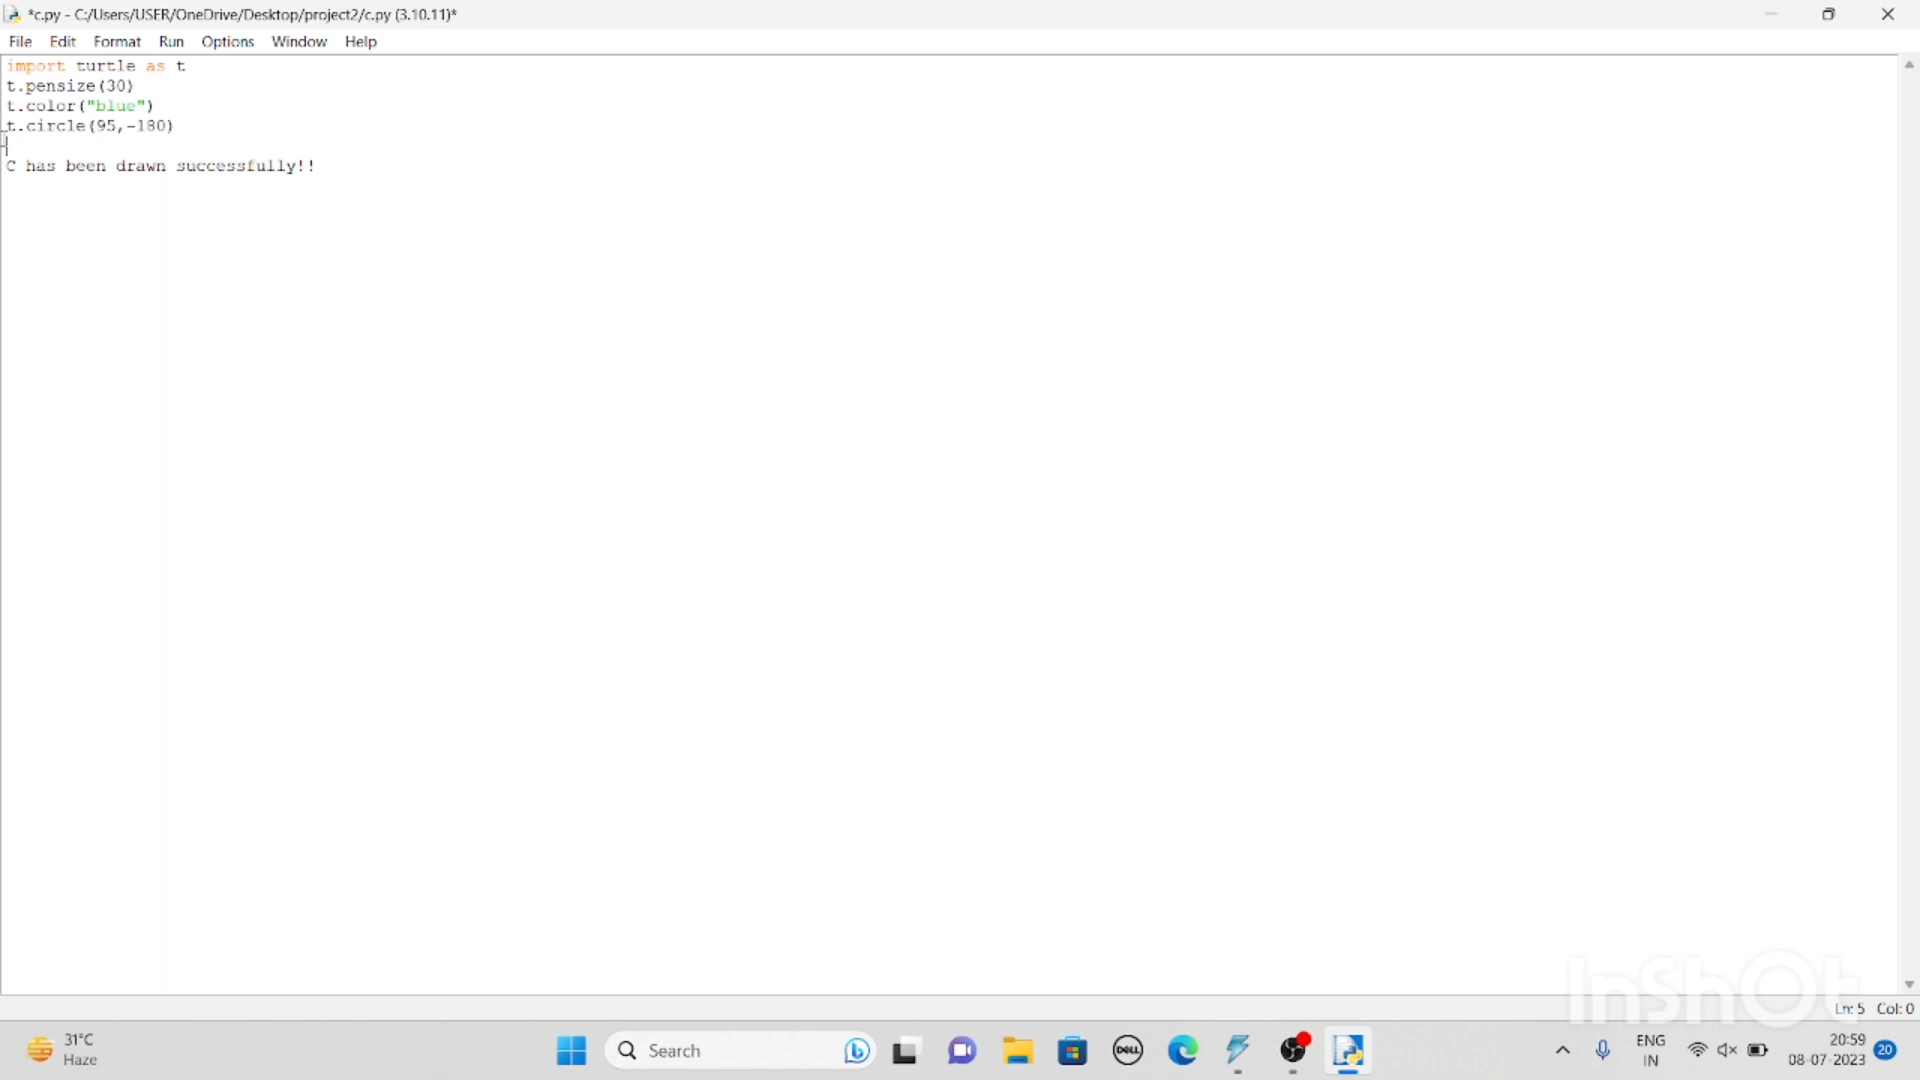 *c.py - C:/Users/USER/OneDrive/Desktop/project2/c.py (3.10.11)*
File Edit Format Run Options Window Help
import turtle as t
t.pensize(30)
t.color("blue")
t.circle(95,-180)
C has been drawn successfully!!
InShOt
Ln: 5 Col: 0
31°C
Haze
Search
DELL
ENG
IN
20:59
08-07-2023
20